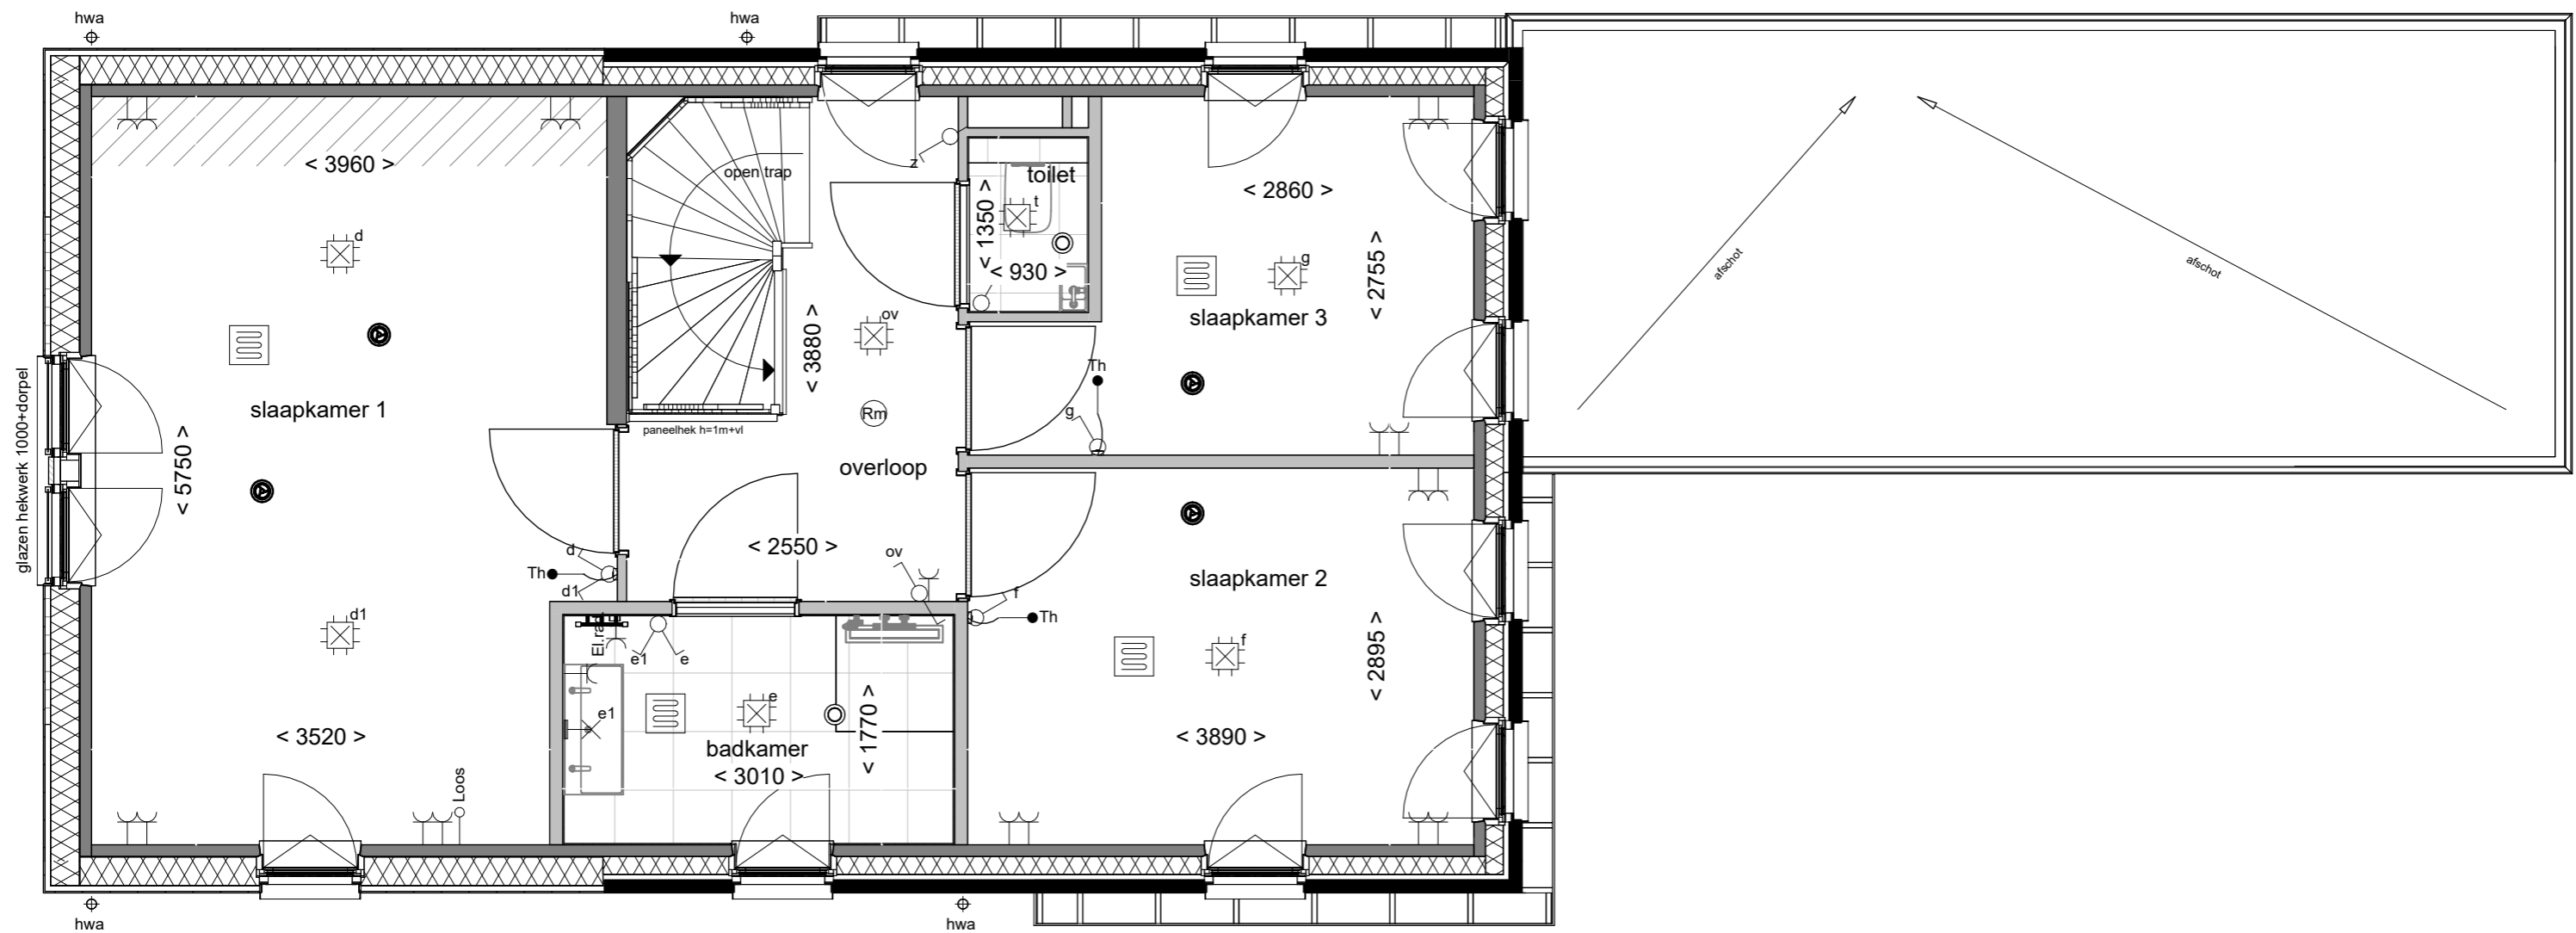 hwa
hwa
< 3960 >
open trap
z
toilet
t
< 1350 >
< 930 >
< 2860 >
d
g
< 2755 >
afschot
afschot
slaapkamer 3
ov
< 3880 >
Th
g
Rm
slaapkamer 1
paneelhek h=1m+vl
glazen hekwerk 1000+dorpel
< 5750 >
overloop
d
Th
d1
< 2550 >
ov
f
Th
slaapkamer 2
d1
e1
e
f
< 2895 >
e
e1
< 1770 >
< 3520 >
badkamer
< 3010 >
< 3890 >
Loos
hwa
hwa